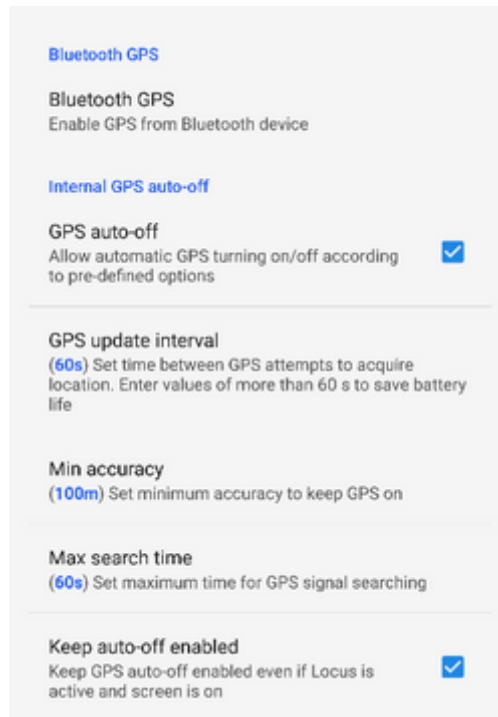 Bluetooth GPS
Bluetooth GPS
Enable GPS from Bluetooth device
Internal GPS auto-off
GPS auto-off
Allow automatic GPS turning on/off according
to pre-defined options
GPS update interval
(60s) Set time between GPS attempts to acquire
location. Enter values of more than 60 s to save battery
life
Min accuracy
(100m) Set minimum accuracy to keep GPS on
Max search time
(60s) Set maximum time for GPS signal searching
Keep auto-off enabled
Keep GPS auto-off enabled even if Locus is
active and screen is on